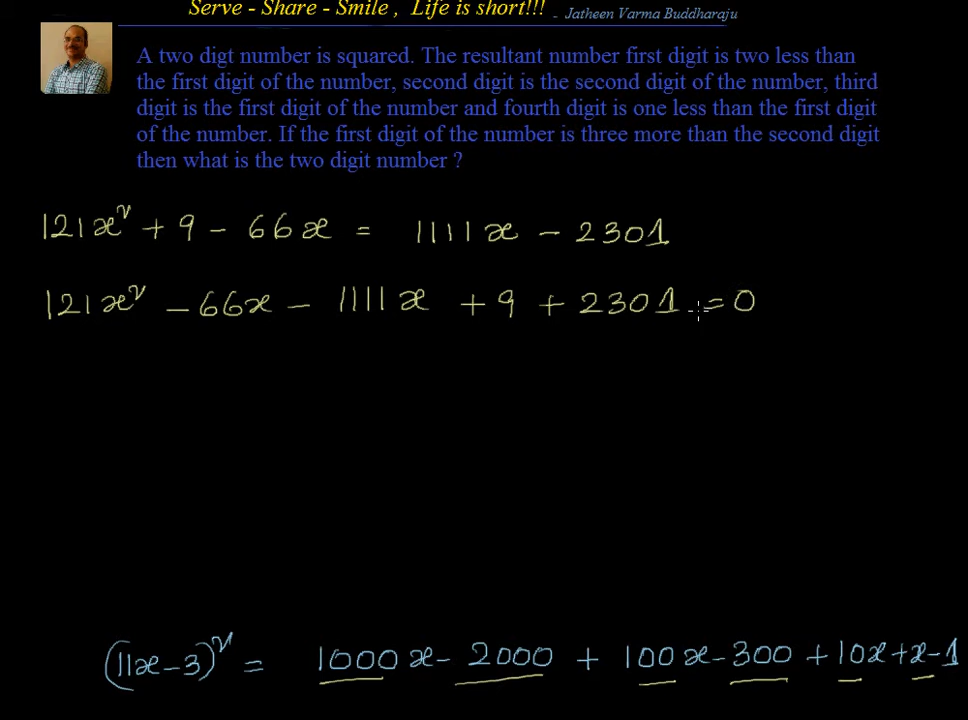 Serve - Share - Smile , Life is short!!! - Jatheen Varma Buddharaju
A two digt number is squared. The resultant number first digit is two less than
the first digit of the number, second digit is the second digit of the number, third
digit is the first digit of the number and fourth digit is one less than the first digit
of the number. If the first digit of the number is three more than the second digit
then what is the two digit number ?
121x² + 9 - 66x = 1111x - 2301
121x² - 66x - 1111x + 9 + 2301 = 0
(11x-3)² = 1000x - 2000 + 100x - 300 + 10x + x - 1